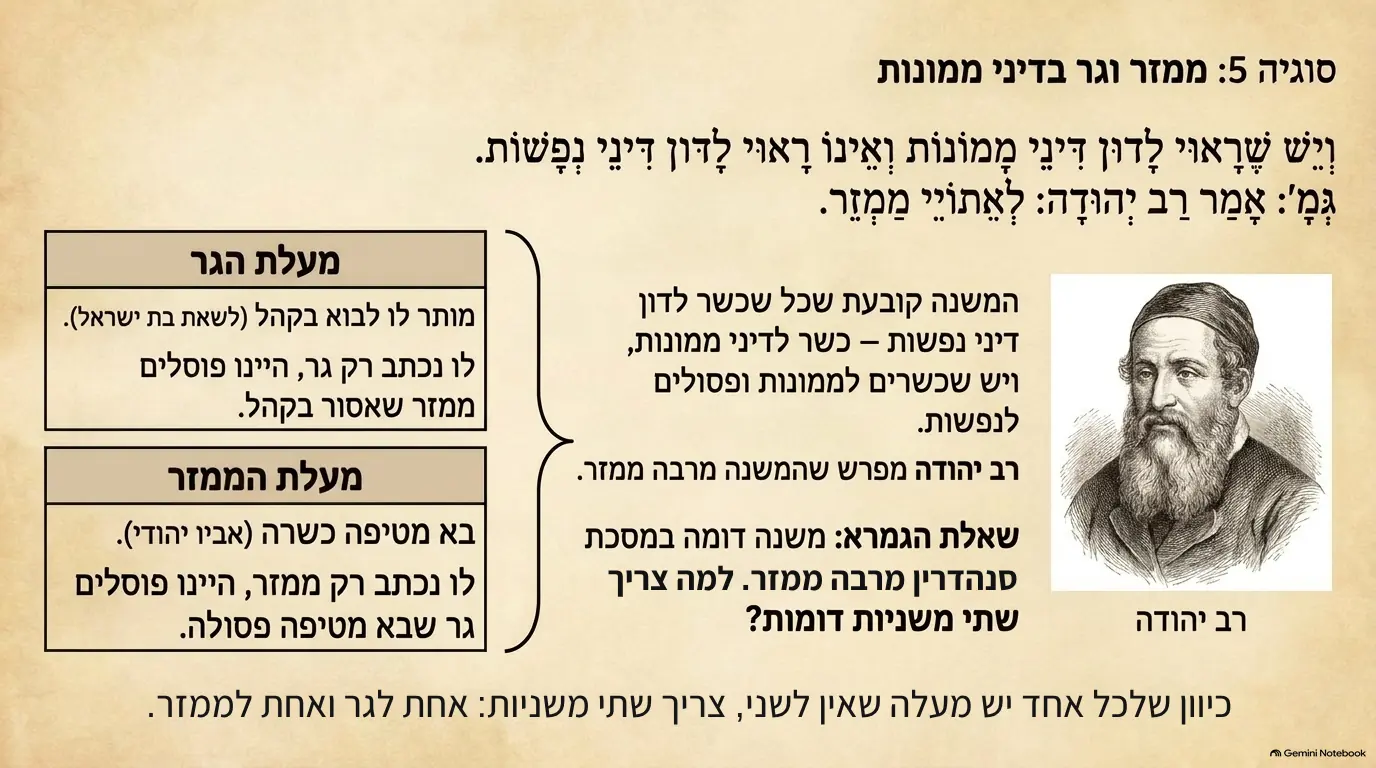 סוגיה 5: ממזר וגר בדיני ממונות
וְיֵשׁ שֶׁרָאוּי לָדוּן דִּינֵי מָמוֹנוֹת וְאֵינוֹ רָאוּי לָדוּן דִּינֵי נְפָשׁוֹת.
גְּמָ': אָמַר רַב יְהוּדָה: לְאֵתוֹיֵי מַמְזֵר.
המשנה קובעת שכל שכשר לדון
דיני נפשות – כשר לדיני ממונות,
ויש שכשרים לממונות ופסולים
לנפשות.
רב יהודה מפרש שהמשנה מרבה ממזר.
שאלת הגמרא: משנה דומה במסכת
סנהדרין מרבה ממזר. למה צריך
שתי משניות דומות?
רב יהודה
מעלת הגר
מותר לו לבוא בקהל (לשאת בת ישראל).
לו נכתב רק גר, היינו פוסלים
ממזר שאסור בקהל.
מעלת הממזר
בא מטיפה כשרה (אביו יהודי).
לו נכתב רק ממזר, היינו פוסלים
גר שבא מטיפה פסולה.
כיוון שלכל אחד יש מעלה שאין לשני, צריך שתי משניות: אחת לגר ואחת לממזר.
Gemini Notebook